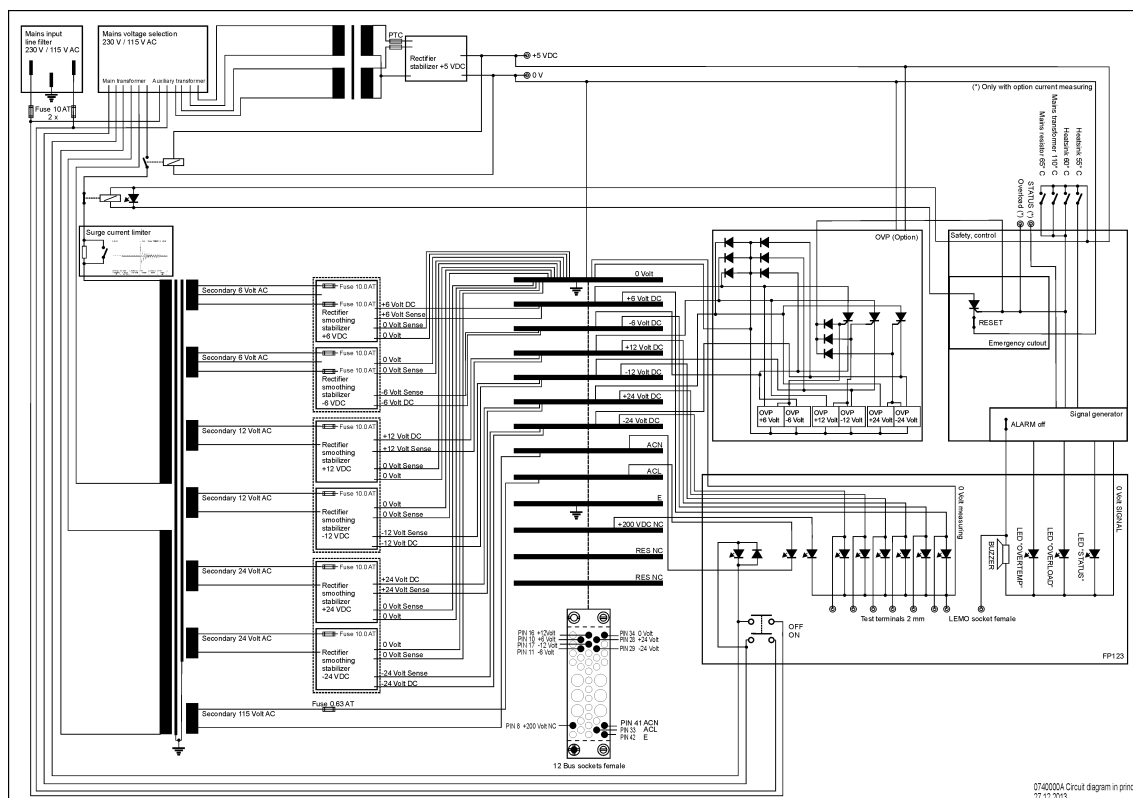 Mains input
line filter
230 V / 115 V AC
Mains voltage selection
230 V / 115 V AC
Main transformer
Auxiliary transformer
Fuse 10 AT
2 x
PTC
Rectifier
stabilizer +5 VDC
+5 VDC
0 V
(*) Only with option current measuring
Mains resistor 65° C
Mains transformer 110° C
Heatsink 60° C
Heatsink 55° C
Overload (*)
STATUS (*)
Surge current limiter
OVP (Option)
Safety, control
RESET
Emergency cutout
Signal generator
ALARM off
OVP
+6 Volt
OVP
-6 Volt
OVP
+12 Volt
OVP
-12 Volt
OVP
+24 Volt
OVP
-24 Volt
Secondary 6 Volt AC
Fuse 10.0 AT
Fuse 10.0 AT
Rectifier
smoothing
stabilizer
+6 VDC
+6 Volt DC
+6 Volt Sense
0 Volt Sense
0 Volt
Secondary 6 Volt AC
Fuse 10.0 AT
Fuse 10.0 AT
Rectifier
smoothing
stabilizer
-6 VDC
0 Volt
0 Volt Sense
-6 Volt Sense
-6 Volt DC
Secondary 12 Volt AC
Fuse 10.0 AT
Rectifier
smoothing
stabilizer
+12 VDC
+12 Volt DC
+12 Volt Sense
0 Volt Sense
0 Volt
Secondary 12 Volt AC
Fuse 10.0 AT
Rectifier
smoothing
stabilizer
-12 VDC
0 Volt
0 Volt Sense
-12 Volt Sense
-12 Volt DC
Secondary 24 Volt AC
Fuse 10.0 AT
Rectifier
smoothing
stabilizer
+24 VDC
+24 Volt DC
+24 Volt Sense
0 Volt Sense
0 Volt
Secondary 24 Volt AC
Fuse 10.0 AT
Rectifier
smoothing
stabilizer
-24 VDC
0 Volt
0 Volt Sense
-24 Volt Sense
-24 Volt DC
Secondary 115 Volt AC
Fuse 0,63 AT
0 Volt
+6 Volt DC
-6 Volt DC
+12 Volt DC
-12 Volt DC
+24 Volt DC
-24 Volt DC
ACN
ACL
E
+200 VDC NC
RES NC
RES NC
PIN 16 +12Volt
PIN 10 +6 Volt
PIN 17 -12 Volt
PIN 11 -6 Volt
PIN 34 0 Volt
PIN 28 +24 Volt
PIN 29 -24 Volt
PIN 8 +200 Volt NC
PIN 41 ACN
PIN 33 ACL
PIN 42 E
12 Bus sockets female
OFF
ON
Test terminals 2 mm
LEMO socket female
0 Volt measuring
BUZZER
LED "OVERTEMP"
LED "OVERLOAD"
LED "STATUS"
0 Volt SIGNAL
FP123
0740000A Circuit diagram in princ
27.12.2013